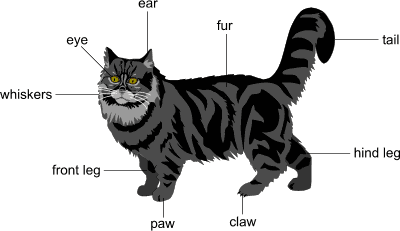 ear
eye
fur
tail
whiskers
hind leg
front leg
paw
claw